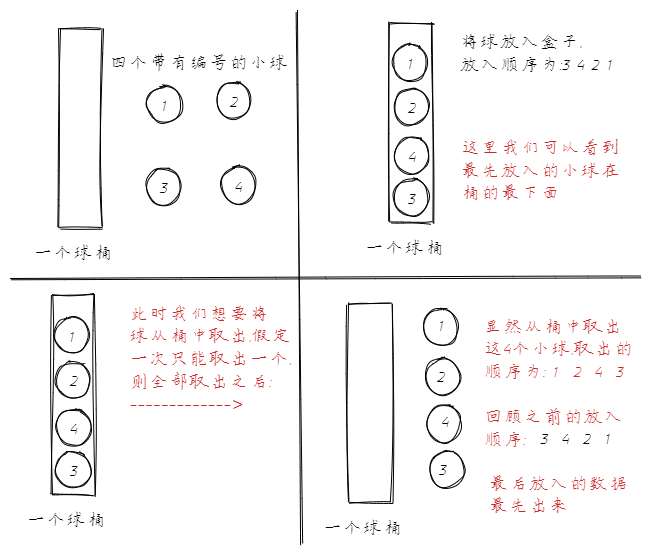 四个带有编号的小球
1
2
3
4
一个球桶
将球放入盒子,
放入顺序为:3 4 2 1
1
2
4
3
这里我们可以看到
最先放入的小球在
桶的最下面
一个球桶
此时我们想要将
球从桶中取出,假定
一次只能取出一个,
则全部取出之后:
------------->
1
2
4
3
一个球桶
显然从桶中取出
这4个小球,取出的
顺序为: 1 2 4 3
回顾之前的放入
顺序: 3 4 2 1
最后放入的数据
最先出来
1
2
4
3
一个球桶